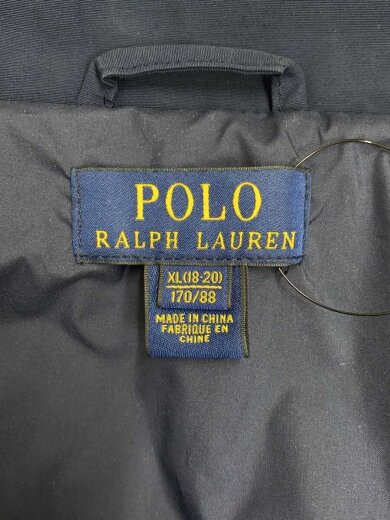 POLO
RALPH LAUREN
XL(18-20)
170/88
MADE IN CHINA
FABRIQUE EN
CHINE